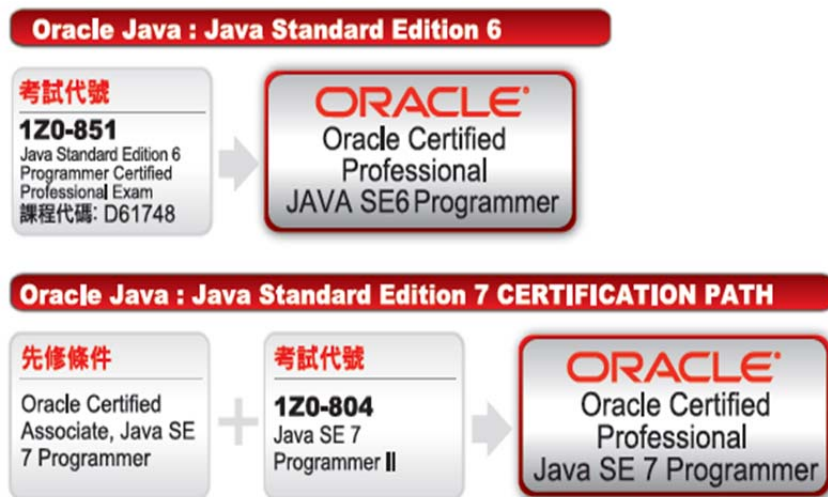 Oracle Java : Java Standard Edition 6
考試代號
1Z0-851
Java Standard Edition 6
Programmer Certified
Professional Exam
課程代碼: D61748
ORACLE®
Oracle Certified
Professional
JAVA SE6 Programmer
Oracle Java : Java Standard Edition 7 CERTIFICATION PATH
先修條件
Oracle Certified
Associate, Java SE
7 Programmer
+
考試代號
1Z0-804
Java SE 7
Programmer II
ORACLE®
Oracle Certified
Professional
Java SE 7 Programmer